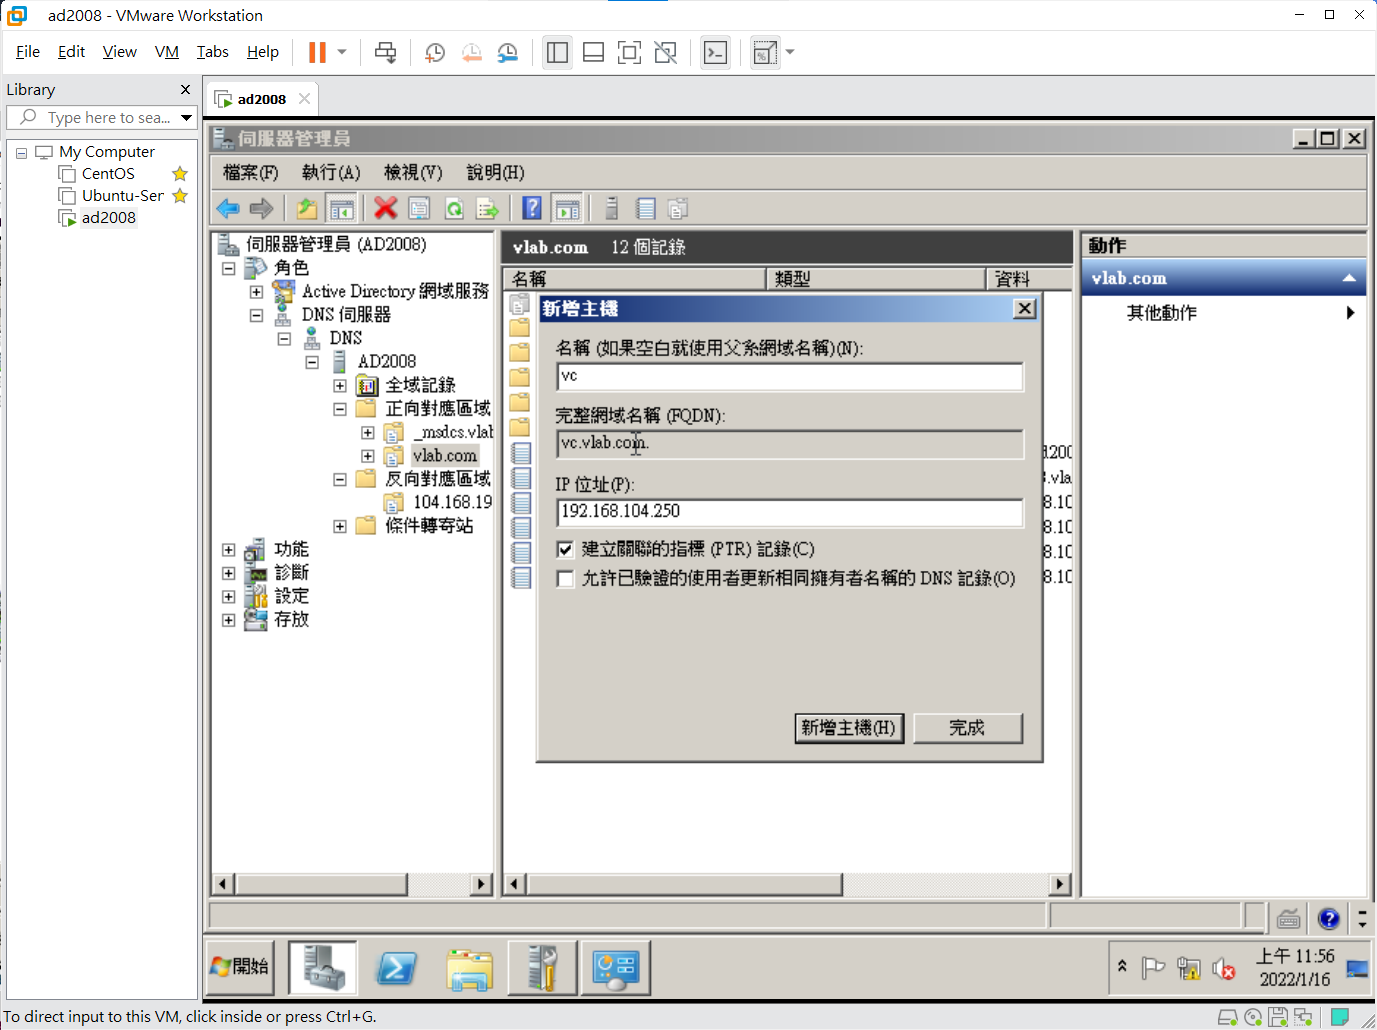 ad2008 - VMware Workstation
File Edit View VM Tabs Help
Library
Type here to sea...
My Computer
CentOS
Ubuntu-Ser
ad2008
ad2008
伺服器管理員
檔案(F) 執行(A) 檢視(V) 說明(H)
伺服器管理員 (AD2008)
角色
Active Directory 網域服務
DNS 伺服器
DNS
AD2008
全域記錄
正向對應區域
_msdcs.vlab
vlab.com
反向對應區域
104.168.19
條件轉寄站
功能
診斷
設定
存放
vlab.com 12 個記錄
名稱 類型 資料
新增主機
名稱 (如果空白就使用父系網域名稱)(N):
vc
完整網域名稱 (FQDN):
vc.vlab.com.
IP 位址(P):
192.168.104.250
建立關聯的指標 (PTR) 記錄(C)
允許已驗證的使用者更新相同擁有者名稱的 DNS 記錄(O)
新增主機(H) 完成
.vla
8.10
8.10
8.10
8.10
動作
vlab.com
其他動作
開始
上午 11:56
2022/1/16
To direct input to this VM, click inside or press Ctrl+G.